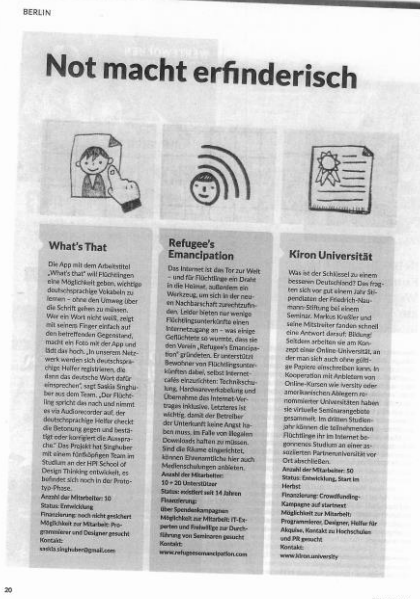 BERLIN
Not macht erfinderisch
What's That
Die App mit dem Arbeitstitel
„What's that“ will Flüchtlingen
eine Möglichkeit geben, wichtige
deutschsprachige Vokabeln zu
lernen – ohne den Umweg über
die Schrift gehen zu müssen.
Wer ein Wort nicht weiß, zeigt
mit seinem Finger einfach auf
den betreffenden Gegenstand,
macht ein Foto mit der App und
lädt das hoch. „In unserem Netz-
werk werden sich deutschspra-
chige Helfer registrieren, die
dann das deutsche Wort dafür
einsprechen“, sagt Saskia Singhu-
ber aus dem Team. „Der Flücht-
ling spricht das nach und nimmt
es via Audiorecorder auf, der
deutschsprachige Helfer checkt
die Betonung gegen und bestä-
tigt oder korrigiert die Ausspra-
che.“ Das Projekt hat Singhuber
mit einem fünfköpfigen Team im
Studium an der HPI School of
Design Thinking entwickelt, es
befindet sich noch in der Proto-
typ-Phase.
Anzahl der Mitarbeiter: 10
Status: Entwicklung
Finanzierung: noch nicht gesichert
Möglichkeit zur Mitarbeit: Pro-
grammierer und Designer gesucht
Kontakt:
saskia.singhuber@gmail.com
Refugee's
Emancipation
Das Internet ist das Tor zur Welt
– und für Flüchtlinge ein Draht
in die Heimat, außerdem ein
Werkzeug, um sich in der neu-
en Nachbarschaft zurechtzufin-
den. Leider bieten nur wenige
Flüchtlingsunterkünfte einen
Internetzugang an – was einige
Geflüchtete so wurmte, dass sie
den Verein „Refugee's Emancipa-
tion“ gründeten. Er unterstützt
Bewohner von Flüchtlingsunter-
künften dabei, selbst Internet-
cafés einzurichten: Technikschu-
lung, Hardwareverkabelung und
Übernahme des Internet-Ver-
trages inklusive. Letzteres ist
wichtig, damit der Betreiber
der Unterkunft keine Angst ha-
ben muss, im Falle von illegalen
Downloads haften zu müssen.
Sind die Räume eingerichtet,
können Ehrenamtliche hier auch
Medienschulungen anbieten.
Anzahl der Mitarbeiter:
10 + 20 Unterstützer
Status: existiert seit 14 Jahren
Finanzierung:
über Spendenkampagnen
Möglichkeit zur Mitarbeit: IT-Ex-
perten und Freiwillige zur Durch-
führung von Seminaren gesucht
Kontakt:
www.refugeesemancipation.com
Kiron Universität
Was ist der Schlüssel zu einem
besseren Deutschland? Das frag-
ten sich vor gut einem Jahr Sti-
pendiaten der Friedrich-Nau-
mann-Stiftung bei einem
Seminar. Markus Kreßler und
seine Mitstreiter fanden schnell
eine Antwort darauf: Bildung!
Seitdem arbeiten sie am Kon-
zept einer Online-Universität, an
der man sich auch ohne gülti-
ge Papiere einschreiben kann. In
Kooperation mit Anbietern von
Online-Kursen wie iversity oder
amerikanischen Ablegern re-
nommierter Universitäten haben
sie virtuelle Seminarangebote
gesammelt. Im dritten Studien-
jahr können die teilnehmenden
Flüchtlinge ihr im Internet be-
gonnenes Studium an einer as-
soziierten Partneruniversität vor
Ort abschließen.
Anzahl der Mitarbeiter: 50
Status: Entwicklung, Start im
Herbst
Finanzierung: Crowdfunding-
Kampagne auf startnext
Möglichkeit zur Mitarbeit:
Programmierer, Designer, Helfer für
Akquise, Kontakt zu Hochschulen
und PR gesucht
Kontakt:
www.kiron.university
20